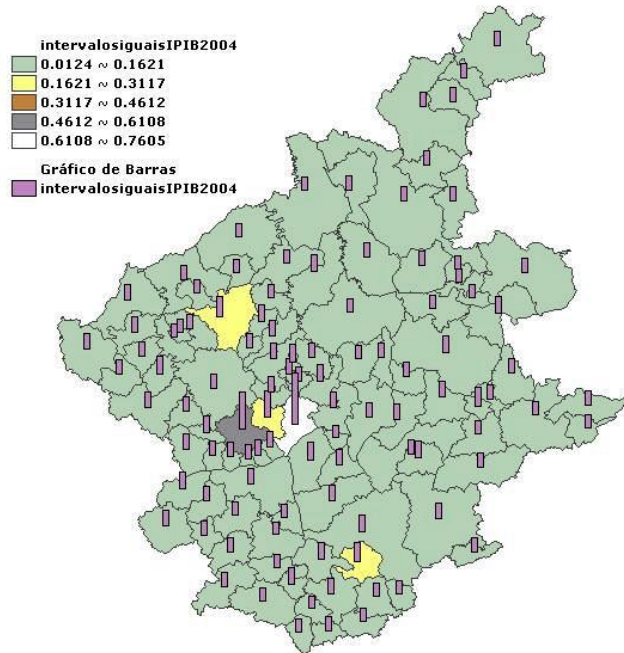 intervalosiguaisIPIB2004
0.0124 ~ 0.1621
0.1621 ~ 0.3117
0.3117 ~ 0.4612
0.4612 ~ 0.6108
0.6108 ~ 0.7605
Gráfico de Barras
intervalosiguaisIPIB2004